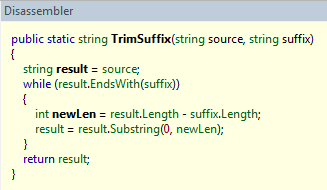 Disassembler
public static string TrimSuffix(string source, string suffix)
{
string result = source;
while (result.EndsWith(suffix))
{
int newLen = result.Length - suffix.Length;
result = result.Substring(0, newLen);
}
return result;
}